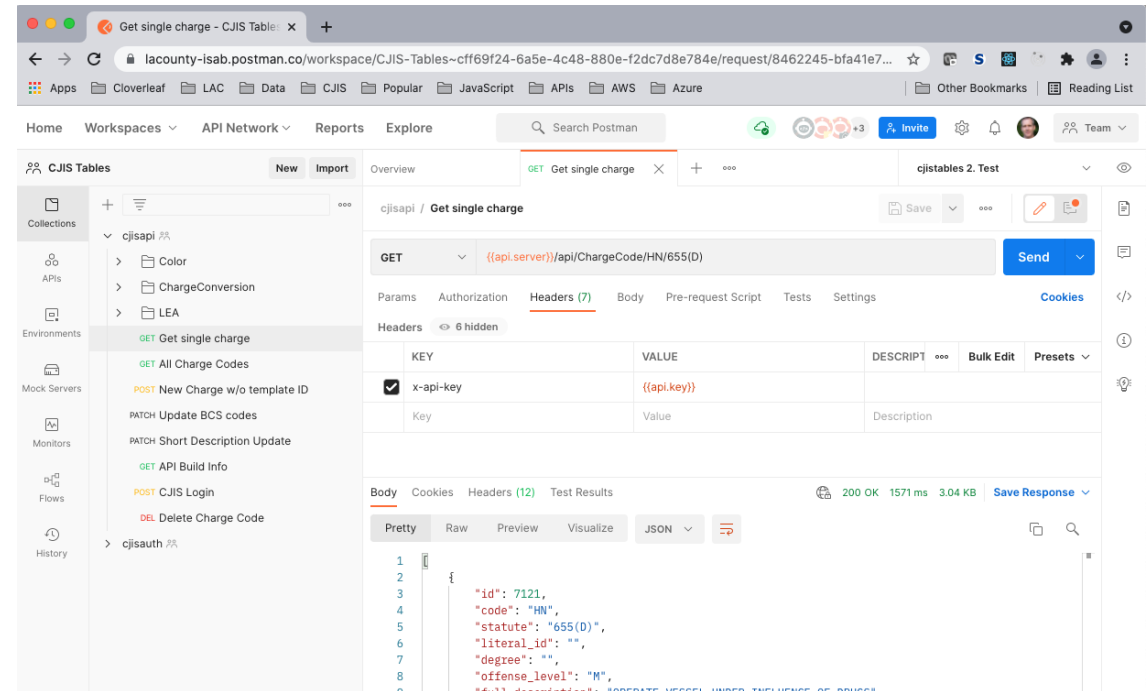 Get single charge - CJIS Tables
lacounty-isab.postman.co/workspace/CJIS-Tables~cff69f24-6a5e-4c48-880e-f2dc7d8e784e/request/8462245-bfa41e7...
Apps Cloverleaf LAC Data CJIS Popular JavaScript APIs AWS Azure Other Bookmarks Reading List
Home Workspaces API Network Reports Explore Search Postman +3 Invite Team
CJIS Tables New Import Overview GET Get single charge cjistables 2. Test
Collections
cjisapi / Get single charge Save
cjisapi
APIs
Color
GET {{api.server}}/api/ChargeCode/HN/655(D) Send
ChargeConversion
Params Authorization Headers (7) Body Pre-request Script Tests Settings Cookies
LEA
Environments
Headers 6 hidden
GET Get single charge
KEY VALUE DESCRIPT Bulk Edit Presets
GET All Charge Codes
Mock Servers
POST New Charge w/o template ID
x-api-key {{api.key}}
PATCH Update BCS codes
Key Value Description
Monitors
PATCH Short Description Update
GET API Build Info
Flows
POST CJIS Login
Body Cookies Headers (12) Test Results 200 OK 1571 ms 3.04 KB Save Response
DEL Delete Charge Code
Pretty Raw Preview Visualize JSON
History
cjisauth
1 [
2 {
3 "id": 7121,
4 "code": "HN",
5 "statute": "655(D)",
6 "literal_id": "",
7 "degree": "",
8 "offense_level": "M",
"full_description": "OPERATE VESSEL UNDER INFLUENCE OF DRUGS"